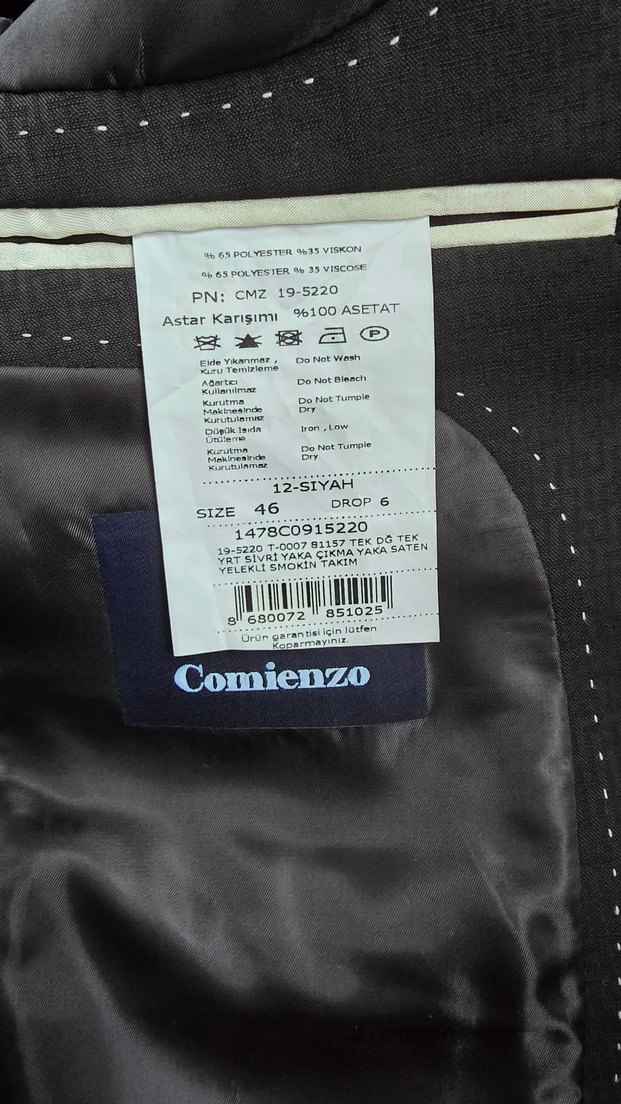 % 65 POLYESTER %35 VISKON
% 65 POLYESTER % 35 VISCOSE
PN: CMZ 19-5220
Astar Karışımı %100 ASETAT
P
Elde Yıkanmaz , Do Not Wash
Kuru Temizleme
Ağartıcı Do Not Bleach
Kullanılmaz
Kurutma Do Not Tumple
Makinesinde Dry
Kurutulamaz
Düşük Isıda Iron , Low
Ütüleme
Kurutma Do Not Tumple
Makinesinde Dry
Kurutulamaz
12-SIYAH
SIZE 46 DROP 6
1478C0915220
19-5220 T-0007 81157 TEK DĞ TEK
YRT SİVRİ YAKA ÇIKMA YAKA SATEN
YELEKLİ SMOKİN TAKIM
8 680072 851025
Ürün garantisi için lütfen
Koparmayınız.
Comienzo